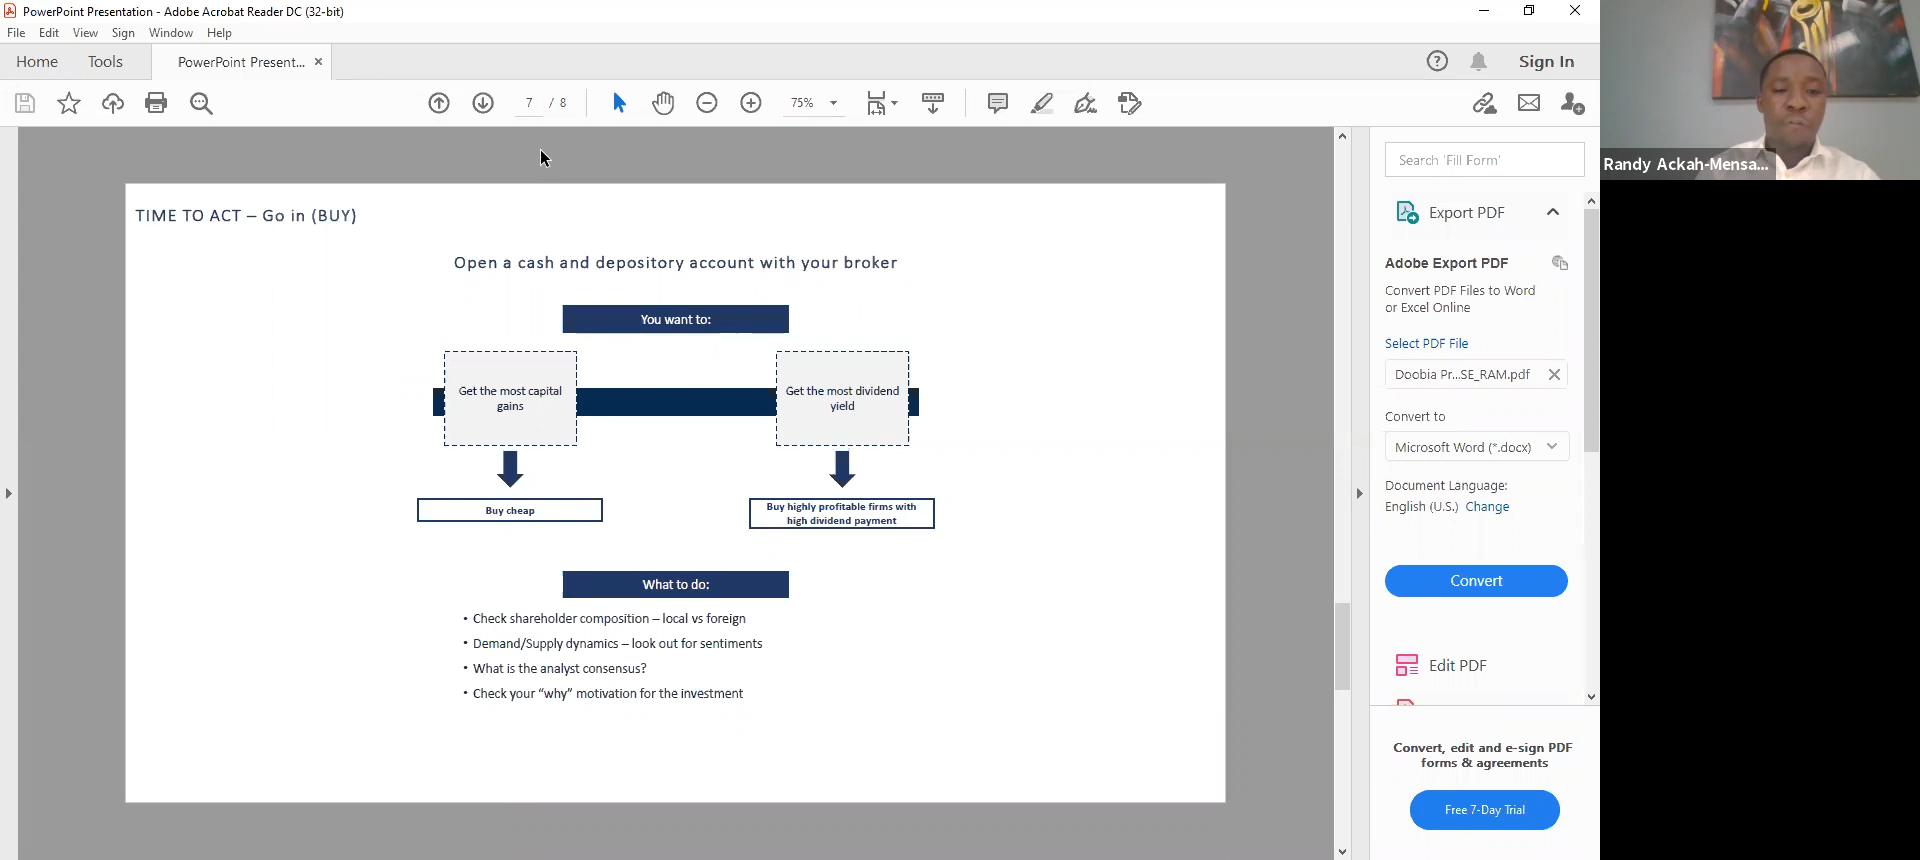 PowerPoint Presentation - Adobe Acrobat Reader DC (32-bit)
File Edit View Sign Window Help
Home Tools PowerPoint Present... × Sign In
7 / 8 75%
TIME TO ACT – Go in (BUY)
Open a cash and depository account with your broker
You want to:
Get the most capital
gains
Get the most dividend
yield
Buy cheap
Buy highly profitable firms with
high dividend payment
What to do:
• Check shareholder composition – local vs foreign
• Demand/Supply dynamics – look out for sentiments
• What is the analyst consensus?
• Check your “why” motivation for the investment
Search 'Fill Form'
Export PDF
Adobe Export PDF
Convert PDF Files to Word
or Excel Online
Select PDF File
Doobia Pr...SE_RAM.pdf
Convert to
Microsoft Word (*.docx)
Document Language:
English (U.S.) Change
Convert
Edit PDF
Convert, edit and e-sign PDF
forms & agreements
Free 7-Day Trial
Randy Ackah-Mensa...